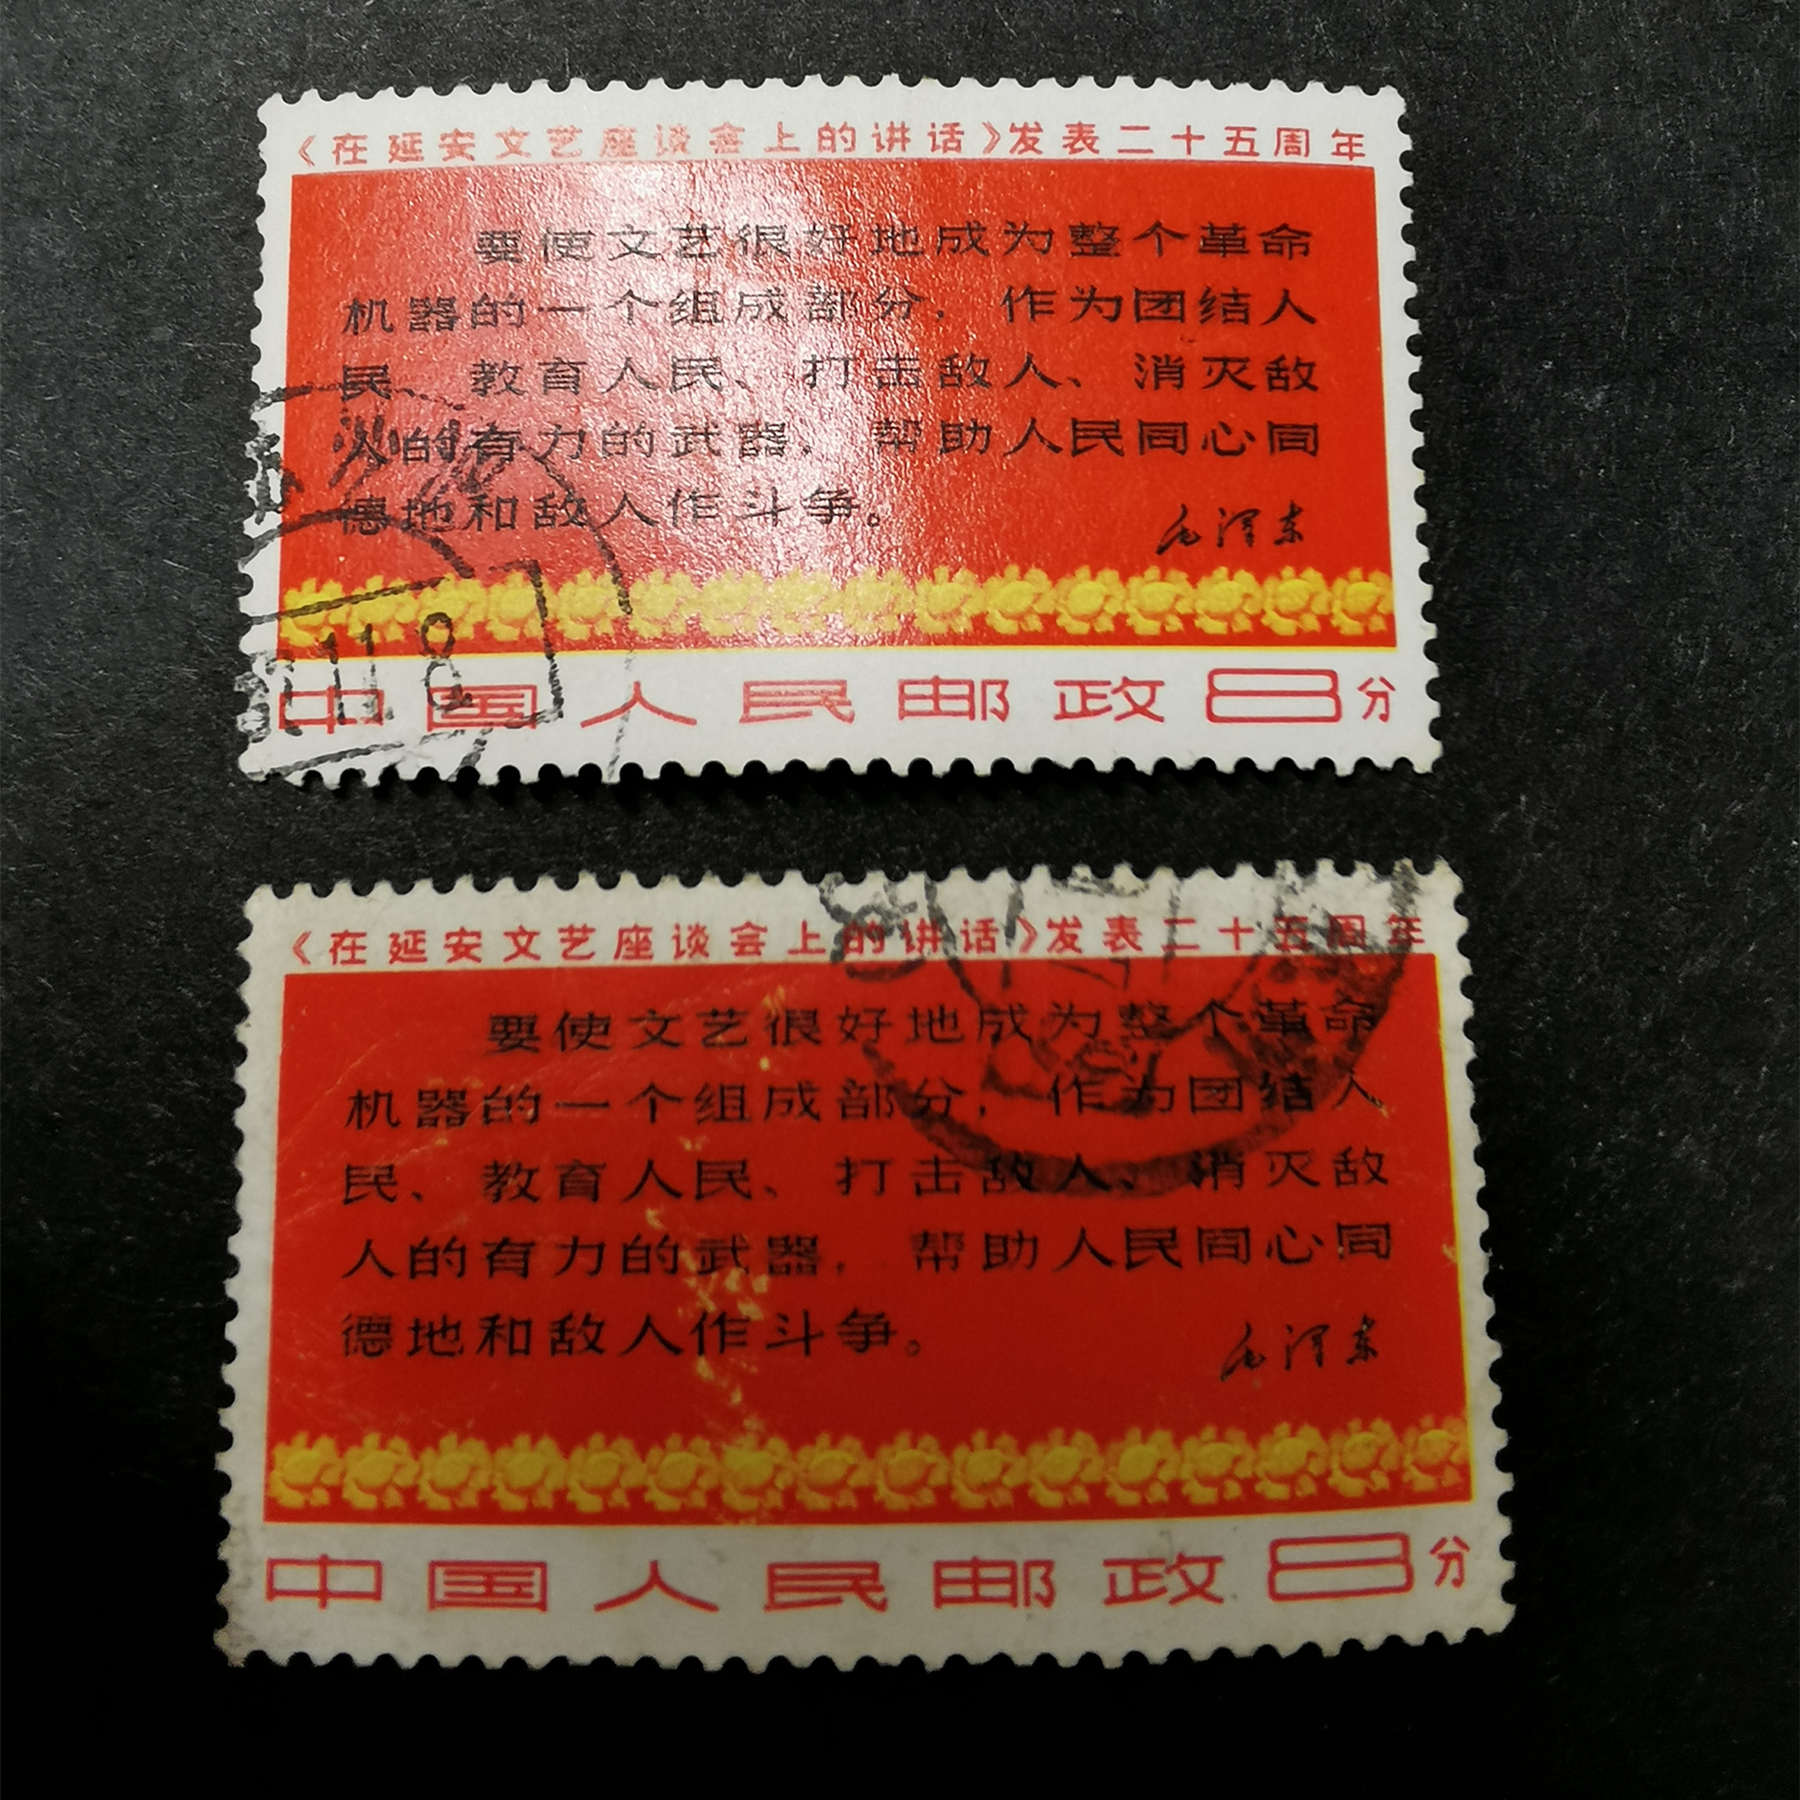 《在延安文艺座谈会上的讲话》发表二十五周年
要使文艺很好地成为整个革命
机器的一个组成部分，作为团结人
民、教育人民、打击敌人、消灭敌
人的有力的武器，帮助人民同心同
德地和敌人作斗争。
毛泽东
11 8
中国人民邮政8分
《在延安文艺座谈会上的讲话》发表二十五周年
要使文艺很好地成为整个革命
机器的一个组成部分，作为团结人
民、教育人民、打击敌人、消灭敌
人的有力的武器，帮助人民同心同
德地和敌人作斗争。
毛泽东
中国人民邮政8分